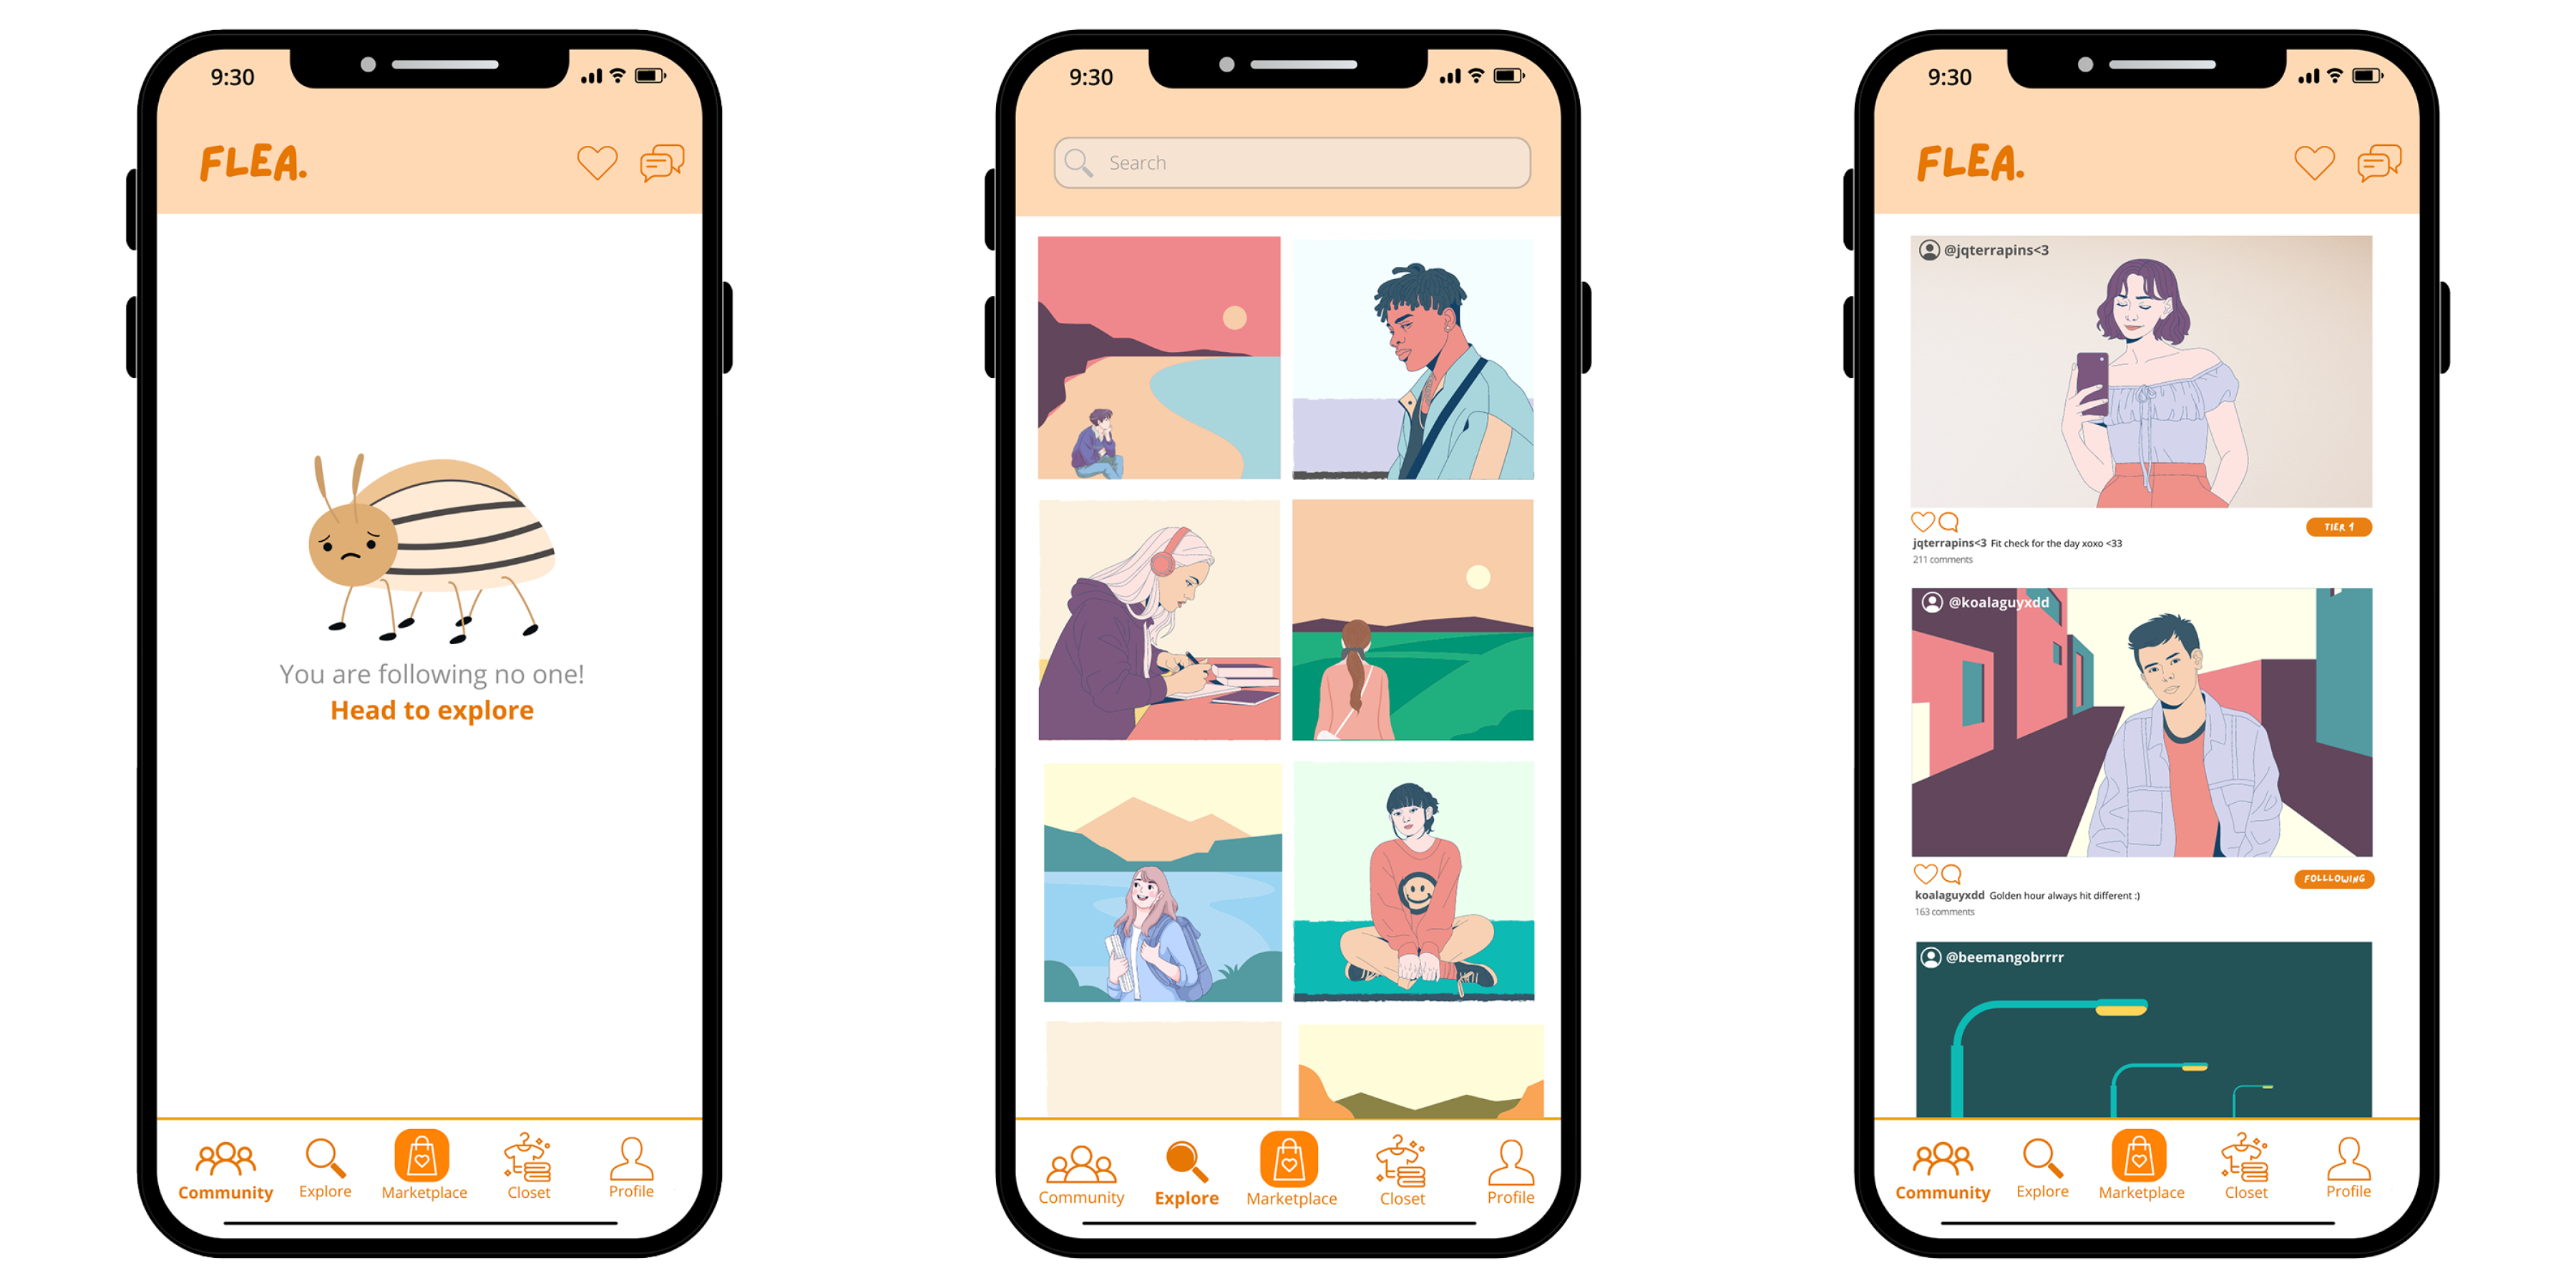 9:30
FLEA.
You are following no one!
Head to explore
Community
Explore
Marketplace
Closet
Profile
9:30
Search
Community
Explore
Marketplace
Closet
Profile
9:30
FLEA.
@jqterrapins<3
TIER 1
jqterrapins<3 Fit check for the day xoxo <33
211 comments
@koalaguyxdd
FOLLLOWING
koalaguyxdd Golden hour always hit different :)
163 comments
@beemangobrrrr
Community
Explore
Marketplace
Closet
Profile